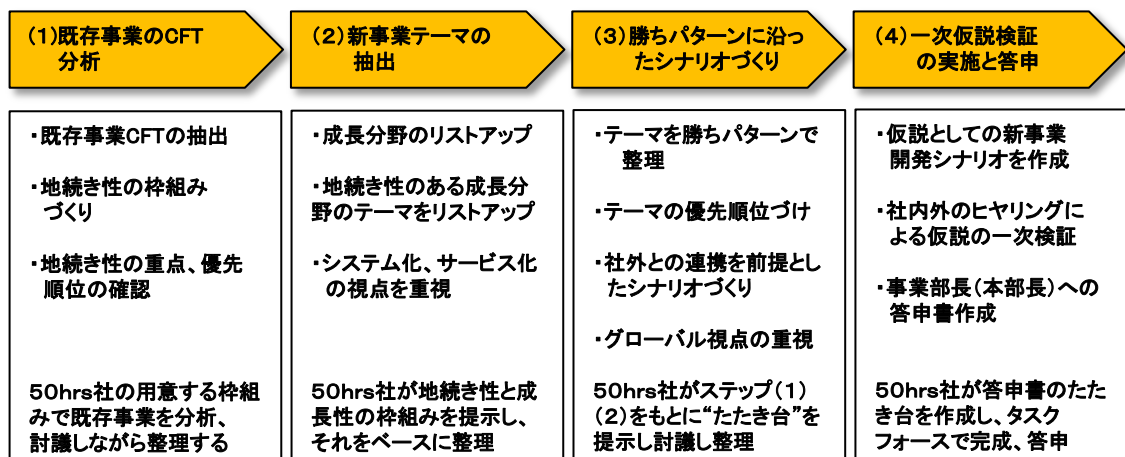 (1)既存事業のCFT
分析
・既存事業CFTの抽出
・地続き性の枠組み
づくり
・地続き性の重点、優先
順位の確認
50hrs社の用意する枠組
みで既存事業を分析、
討議しながら整理する
(2)新事業テーマの
抽出
・成長分野のリストアップ
・地続き性のある成長分
野のテーマをリストアップ
・システム化、サービス化
の視点を重視
50hrs社が地続き性と成
長性の枠組みを提示し、
それをベースに整理
(3)勝ちパターンに沿っ
たシナリオづくり
・テーマを勝ちパターンで
整理
・テーマの優先順位づけ
・社外との連携を前提とし
たシナリオづくり
・グローバル視点の重視
50hrs社がステップ(1)
(2)をもとに“たたき台”を
提示し討議し整理
(4)一次仮説検証
の実施と答申
・仮説としての新事業
開発シナリオを作成
・社内外のヒヤリングに
よる仮説の一次検証
・事業部長(本部長)への
答申書作成
50hrs社が答申書のたた
き台を作成し、タスク
フォースで完成、答申